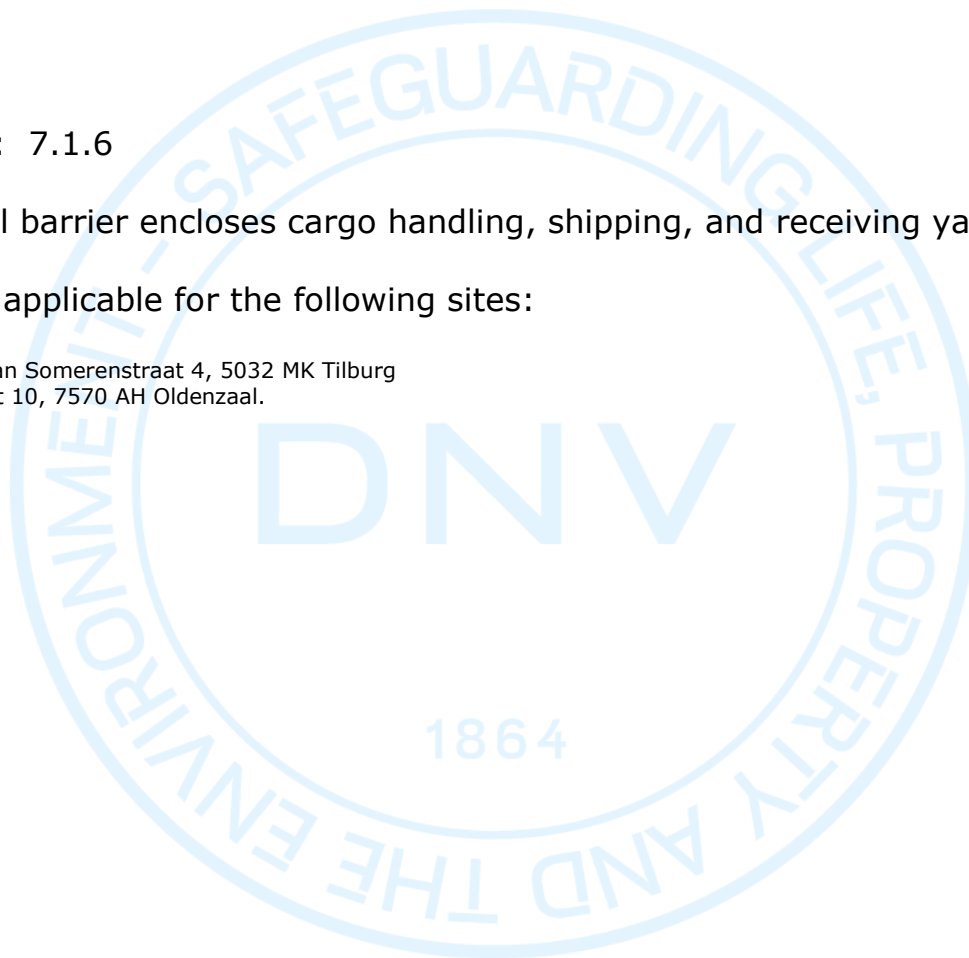 : 7.1.6
l barrier encloses cargo handling, shipping, and receiving ya
applicable for the following sites:
an Somerenstraat 4, 5032 MK Tilburg
t 10, 7570 AH Oldenzaal.
SAFEGUARDING LIFE, PROPERTY AND THE ENVIRONMENT –
DNV
1864